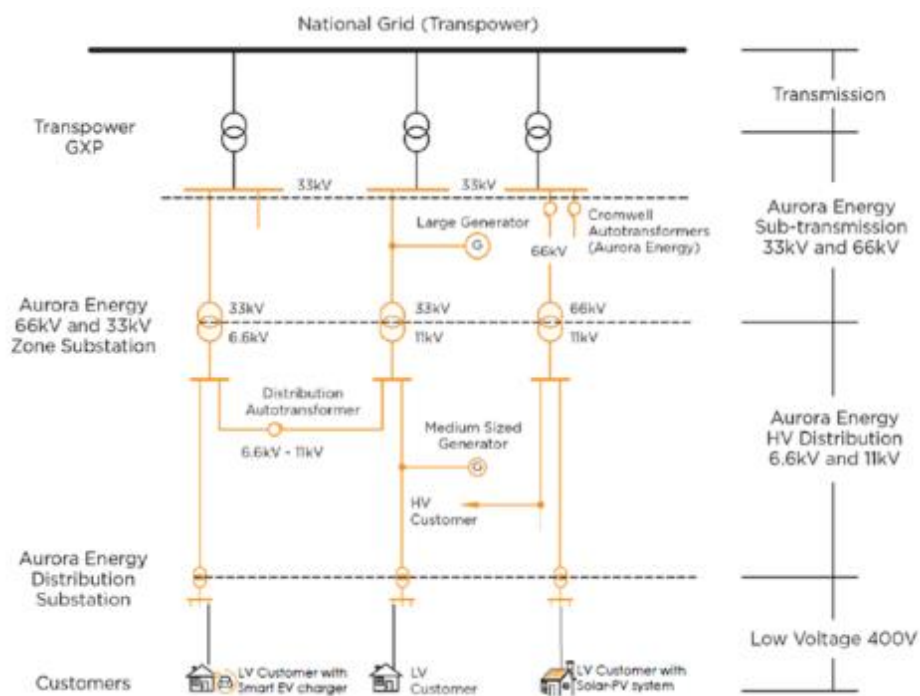 National Grid (Transpower)
Transmission
Transpower
GXP
33kV
33kV
Large Generator
G
Cromwell
Autotransformers
(Aurora Energy)
66kV
Aurora Energy
Sub-transmission
33kV and 66kV
Aurora Energy
66kV and 33kV
Zone Substation
33kV
6.6kV
33kV
11kV
66kV
11kV
Distribution
Autotransformer
6.6kV - 11kV
Medium Sized
Generator
G
HV
Customer
Aurora Energy
HV Distribution
6.6kV and 11kV
Aurora Energy
Distribution
Substation
Low Voltage 400V
Customers
LV Customer with
Smart EV charger
LV
Customer
LV Customer with
Solar-PV system